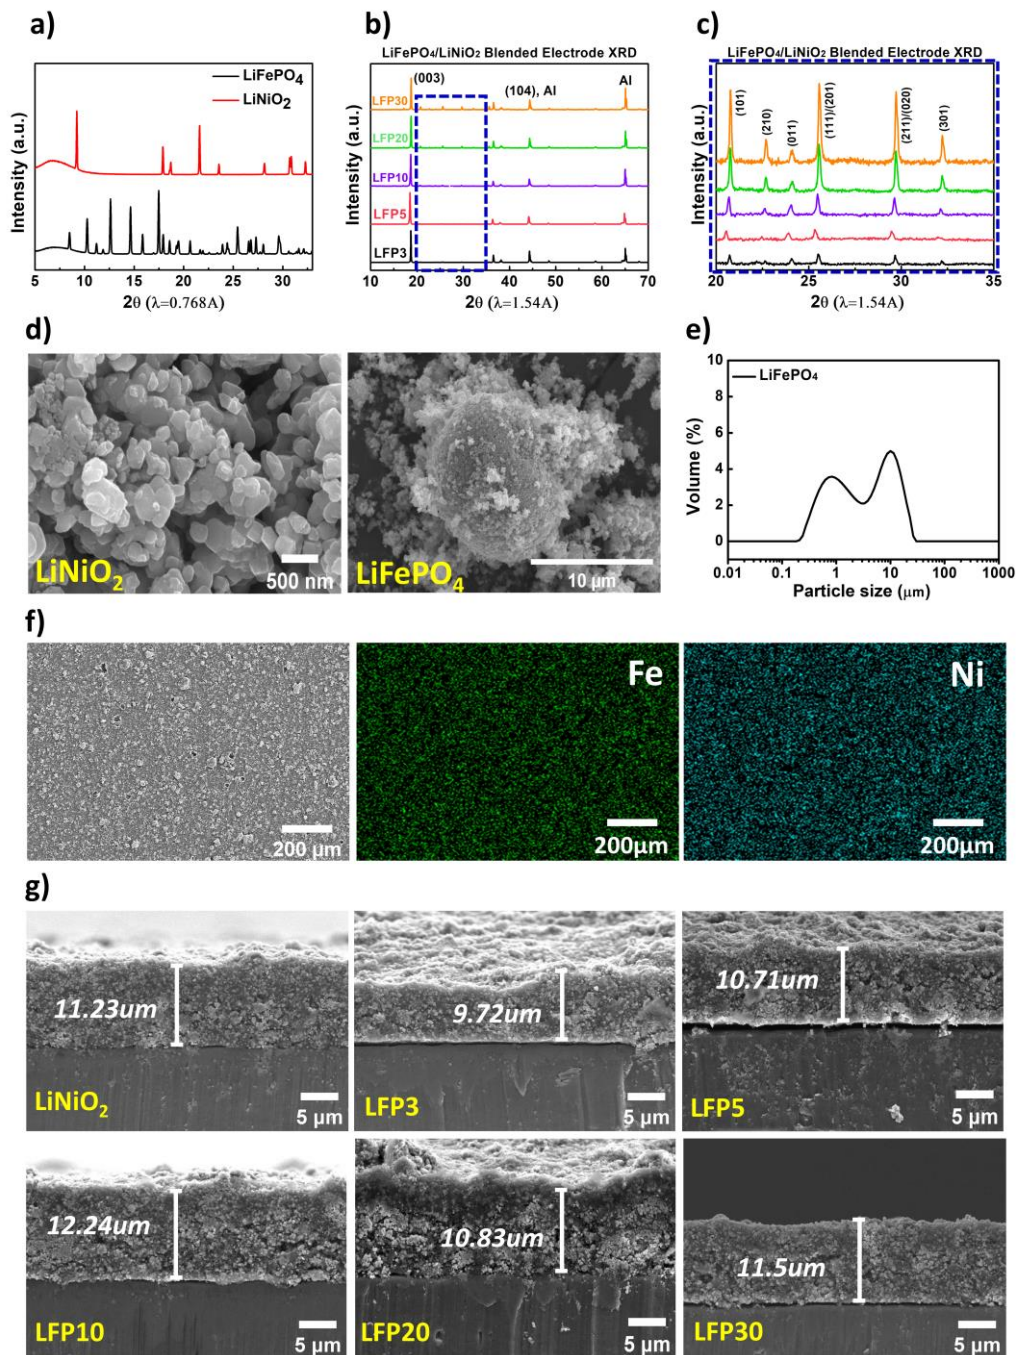 a)
LiFePO4
LiNiO2
Intensity (a.u.)
5 10 15 20 25 30
2θ (λ=0.768A)
b)
LiFePO4/LiNiO2 Blended Electrode XRD
(003)
(104), Al
Al
LFP30
LFP20
LFP10
LFP5
LFP3
Intensity (a.u.)
10 20 30 40 50 60 70
2θ (λ=1.54A)
c)
LiFePO4/LiNiO2 Blended Electrode XRD
(101)
(210)
(011)
(111)/(201)
(211)/(020)
(301)
Intensity (a.u.)
20 25 30 35
2θ (λ=1.54A)
d)
LiNiO2
500 nm
LiFePO4
10 µm
e)
LiFePO4
Volume (%)
10
8
6
4
2
0
0.01 0.1 1 10 100 1000
Particle size (µm)
f)
200 µm
Fe
200µm
Ni
200µm
g)
11.23um
LiNiO2
5 µm
9.72um
LFP3
5 µm
10.71um
LFP5
5 µm
12.24um
LFP10
5 µm
10.83um
LFP20
5 µm
11.5um
LFP30
5 µm